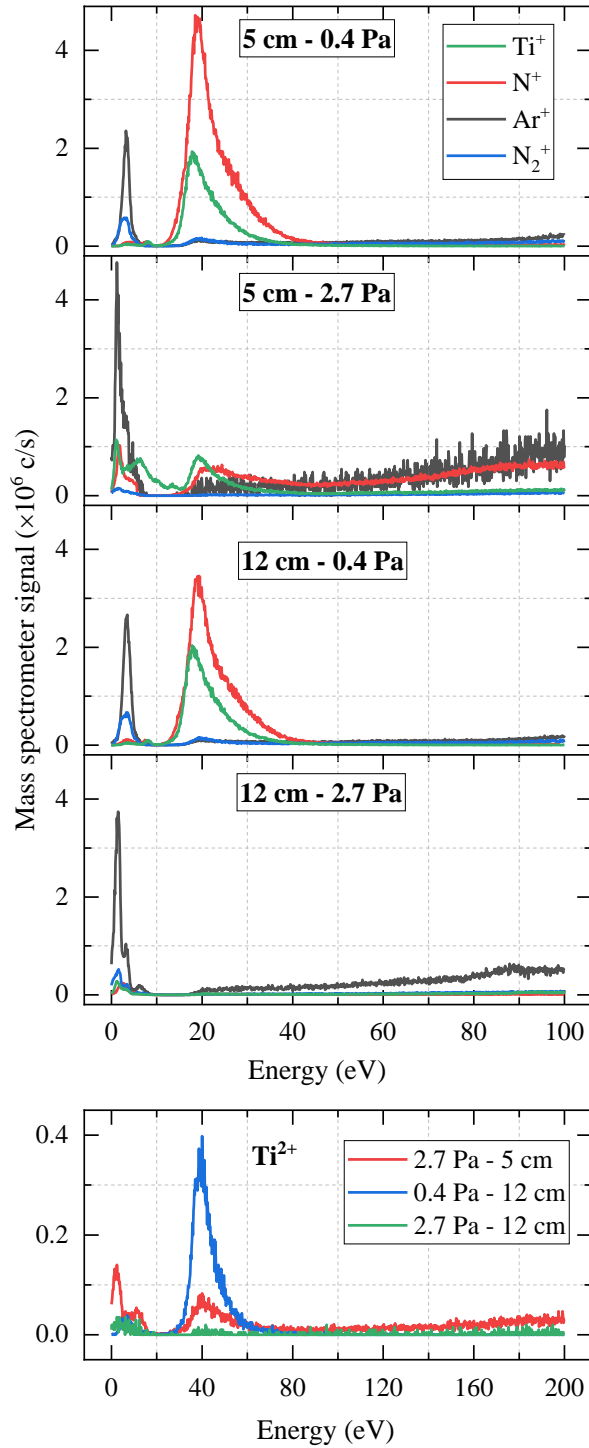 5 cm - 0.4 Pa
Ti⁺
N⁺
Ar⁺
N₂⁺
4
2
0
5 cm - 2.7 Pa
4
2
0
12 cm - 0.4 Pa
4
2
0
12 cm - 2.7 Pa
4
2
0
Mass spectrometer signal (×10⁶ c/s)
0 20 40 60 80 100
Energy (eV)
Ti²⁺
2.7 Pa - 5 cm
0.4 Pa - 12 cm
2.7 Pa - 12 cm
0.4
0.2
0.0
0 40 80 120 160 200
Energy (eV)